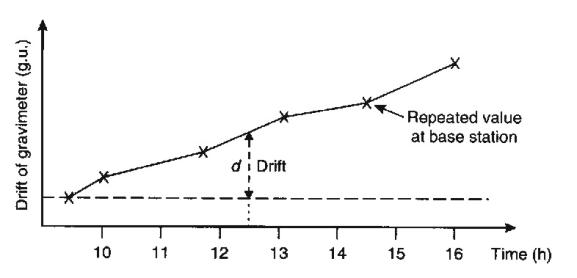 Drift of gravimeter (g.u.)
d Drift
Repeated value
at base station
10 11 12 13 14 15 16 Time (h)